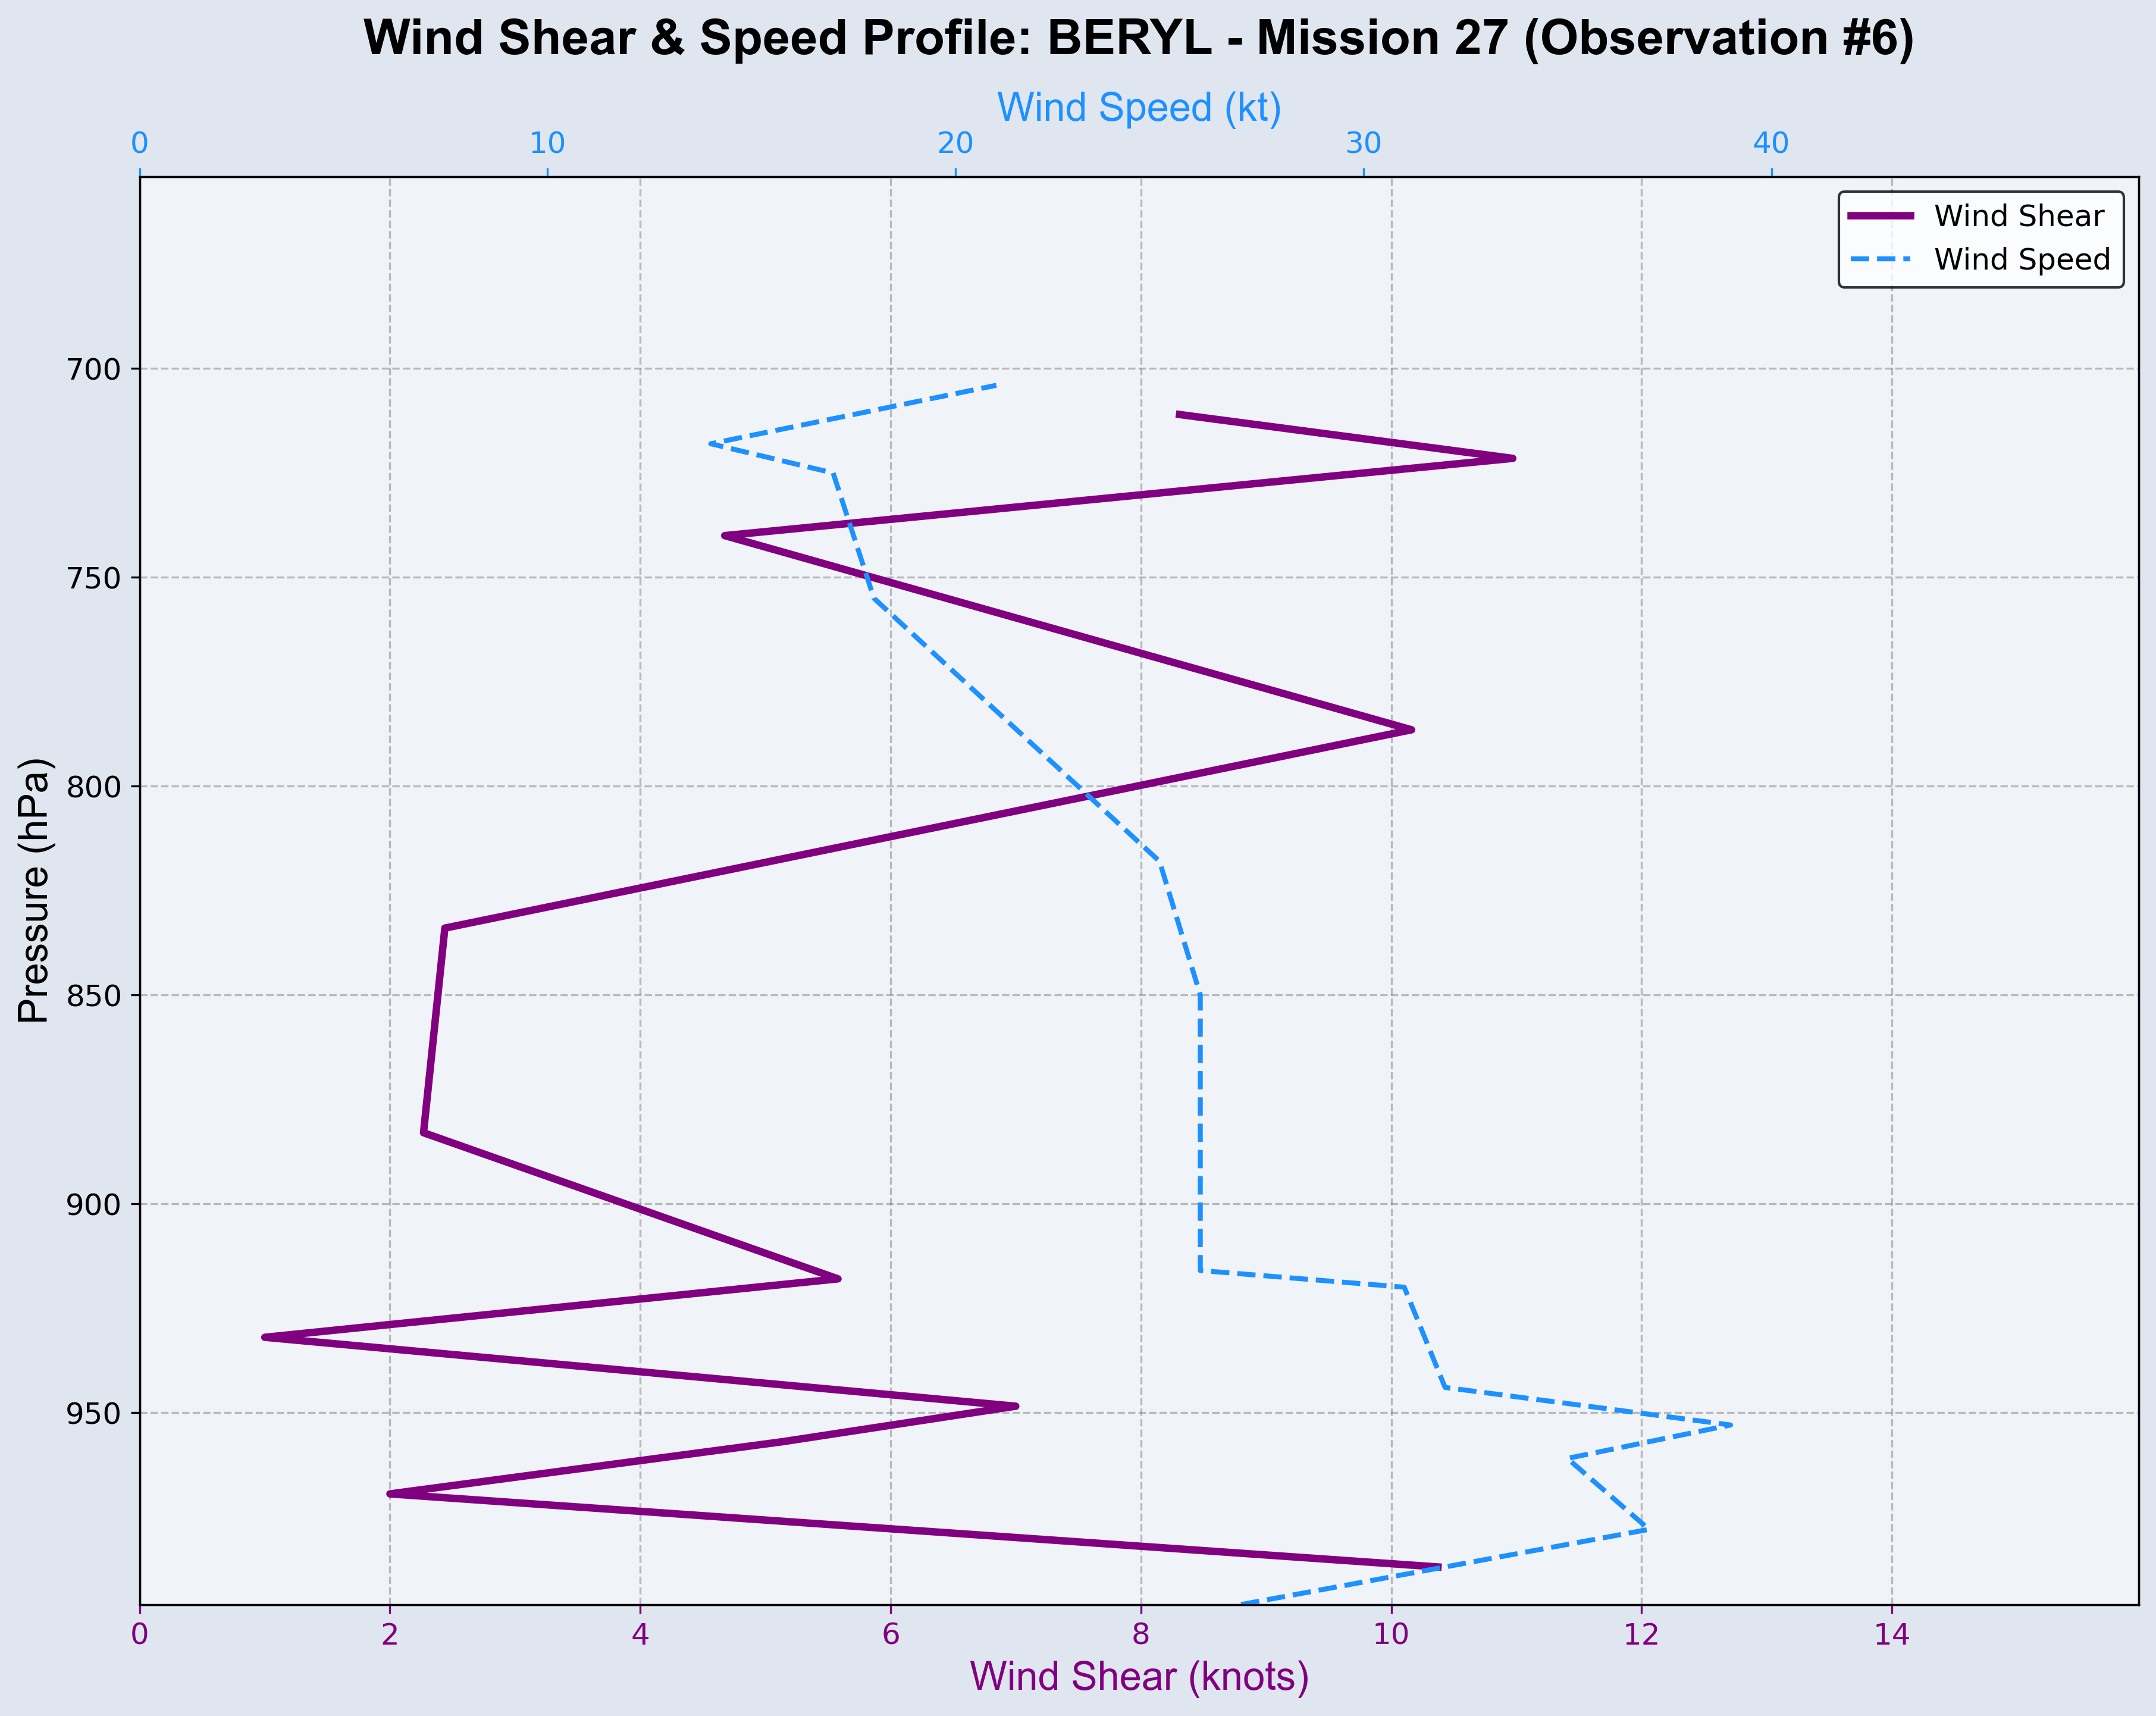 Wind Shear & Speed Profile: BERYL - Mission 27 (Observation #6)
Wind Speed (kt)
0 10 20 30 40
Wind Shear
Wind Speed
Pressure (hPa)
700
750
800
850
900
950
0 2 4 6 8 10 12 14
Wind Shear (knots)